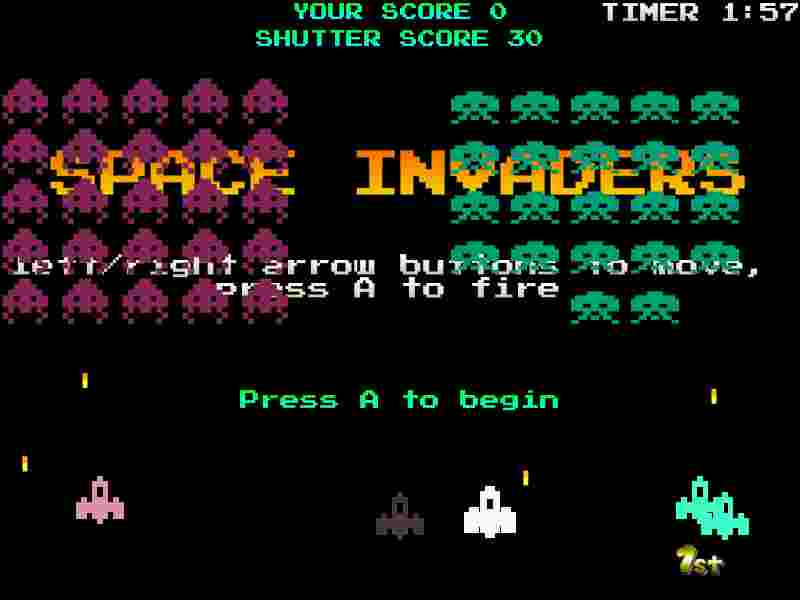 YOUR SCORE 0
TIMER 1:57
SHUTTER SCORE 30
SPACE INVADERS
left/right arrow buttons to move,
press A to fire
Press A to begin
1st